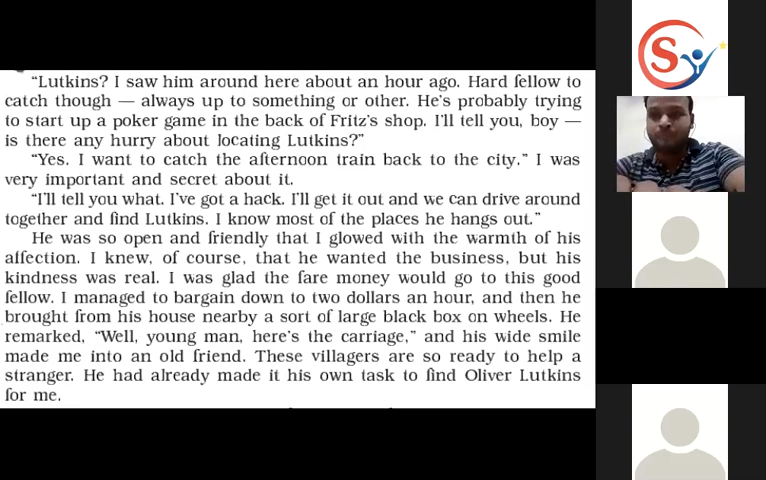 “Lutkins? I saw him around here about an hour ago. Hard fellow to
catch though — always up to something or other. He’s probably trying
to start up a poker game in the back of Fritz’s shop. I’ll tell you, boy —
is there any hurry about locating Lutkins?”
“Yes. I want to catch the afternoon train back to the city.” I was
very important and secret about it.
“I’ll tell you what. I’ve got a hack. I’ll get it out and we can drive around
together and find Lutkins. I know most of the places he hangs out.”
He was so open and friendly that I glowed with the warmth of his
affection. I knew, of course, that he wanted the business, but his
kindness was real. I was glad the fare money would go to this good
fellow. I managed to bargain down to two dollars an hour, and then he
brought from his house nearby a sort of large black box on wheels. He
remarked, “Well, young man, here’s the carriage,” and his wide smile
made me into an old friend. These villagers are so ready to help a
stranger. He had already made it his own task to find Oliver Lutkins
for me.
S